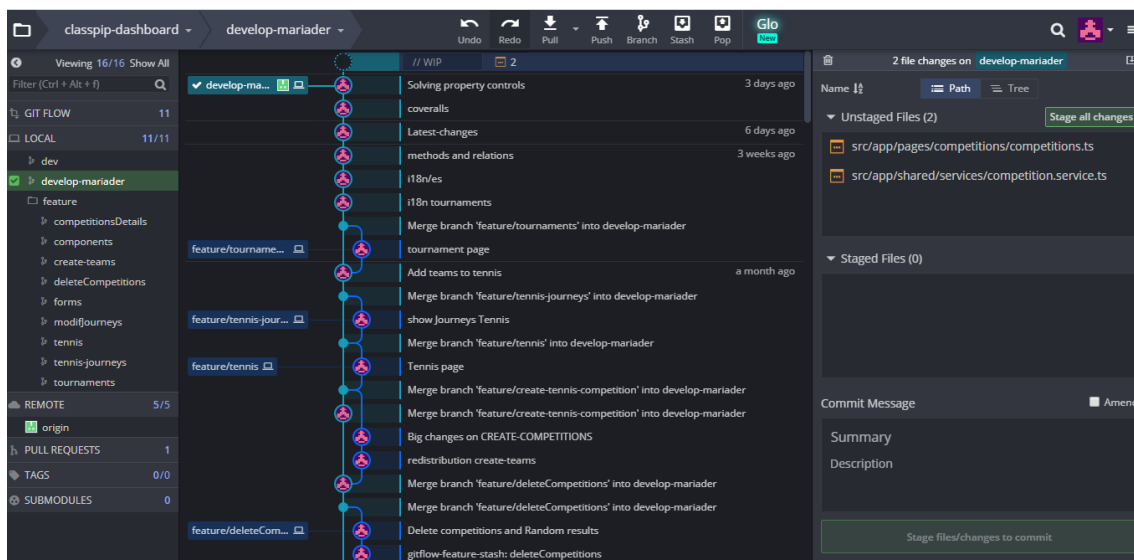 classpip-dashboard
develop-mariader
Undo
Redo
Pull
Push
Branch
Stash
Pop
Glo
New
Viewing 16/16 Show All
Filter (Ctrl + Alt + f)
GIT FLOW 11
LOCAL 11/11
dev
develop-mariader
feature
competitionsDetails
components
create-teams
deleteCompetitions
forms
modifJourneys
tennis
tennis-journeys
tournaments
REMOTE 5/5
origin
PULL REQUESTS 1
TAGS 0/0
SUBMODULES 0
// WIP 2
develop-ma... Solving property controls 3 days ago
coveralls
Latest-changes 6 days ago
methods and relations 3 weeks ago
i18n/es
i18n tournaments
Merge branch 'feature/tournaments' into develop-mariader
feature/tourname... tournament page
Add teams to tennis a month ago
Merge branch 'feature/tennis-journeys' into develop-mariader
feature/tennis-jour... show Journeys Tennis
Merge branch 'feature/tennis' into develop-mariader
feature/tennis Tennis page
Merge branch 'feature/create-tennis-competition' into develop-mariader
Merge branch 'feature/create-tennis-competition' into develop-mariader
Big changes on CREATE-COMPETITIONS
redistribution create-teams
Merge branch 'feature/deleteCompetitions' into develop-mariader
Merge branch 'feature/deleteCompetitions' into develop-mariader
feature/deleteCom... Delete competitions and Random results
gitflow-feature-stash: deleteCompetitions
2 file changes on develop-mariader
Name Path Tree
Unstaged Files (2) Stage all changes
src/app/pages/competitions/competitions.ts
src/app/shared/services/competition.service.ts
Staged Files (0)
Commit Message Amend
Summary
Description
Stage files/changes to commit